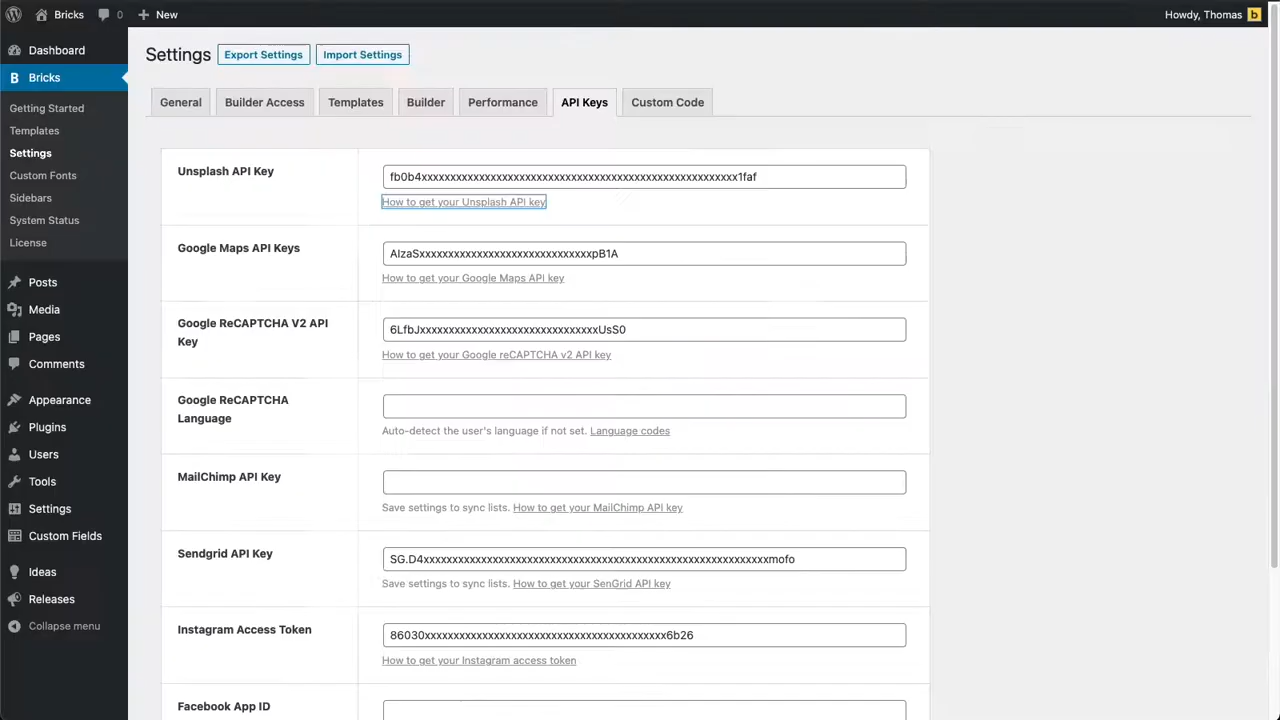 Bricks 0 New Howdy, Thomas b
Dashboard
B Bricks
Getting Started
Templates
Settings
Custom Fonts
Sidebars
System Status
License
Posts
Media
Pages
Comments
Appearance
Plugins
Users
Tools
Settings
Custom Fields
Ideas
Releases
Collapse menu
Settings Export Settings Import Settings
General Builder Access Templates Builder Performance API Keys Custom Code
Unsplash API Key
fb0b4xxxxxxxxxxxxxxxxxxxxxxxxxxxxxxxxxxxxxxxxxxxxxxxxxxxxxxx1faf
How to get your Unsplash API key
Google Maps API Keys
AIzaSxxxxxxxxxxxxxxxxxxxxxxxxxxxxxxpB1A
How to get your Google Maps API key
Google ReCAPTCHA V2 API
Key
6LfbJxxxxxxxxxxxxxxxxxxxxxxxxxxxxxxxUsS0
How to get your Google reCAPTCHA v2 API key
Google ReCAPTCHA
Language
Auto-detect the user's language if not set. Language codes
MailChimp API Key
Save settings to sync lists. How to get your MailChimp API key
Sendgrid API Key
SG.D4xxxxxxxxxxxxxxxxxxxxxxxxxxxxxxxxxxxxxxxxxxxxxxxxxxxxxxxxxxxxmofo
Save settings to sync lists. How to get your SenGrid API key
Instagram Access Token
86030xxxxxxxxxxxxxxxxxxxxxxxxxxxxxxxxxxxxxxxxxx6b26
How to get your Instagram access token
Facebook App ID